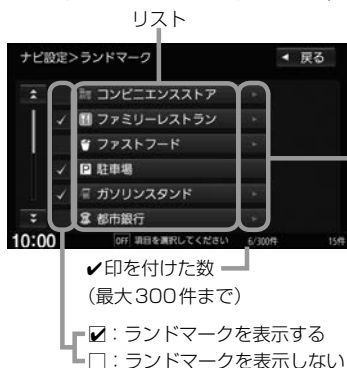 リスト
ナビ設定>ランドマーク
◀ 戻る
コンビニエンスストア
✓ ファミリーレストラン
ファストフード
✓ P 駐車場
✓ ガソリンスタンド
都市銀行
10:00 OFF 項目を選択してください 6/300件 15件
✔印を付けた数
(最大300件まで)
☑：ランドマークを表示する
□：ランドマークを表示しない